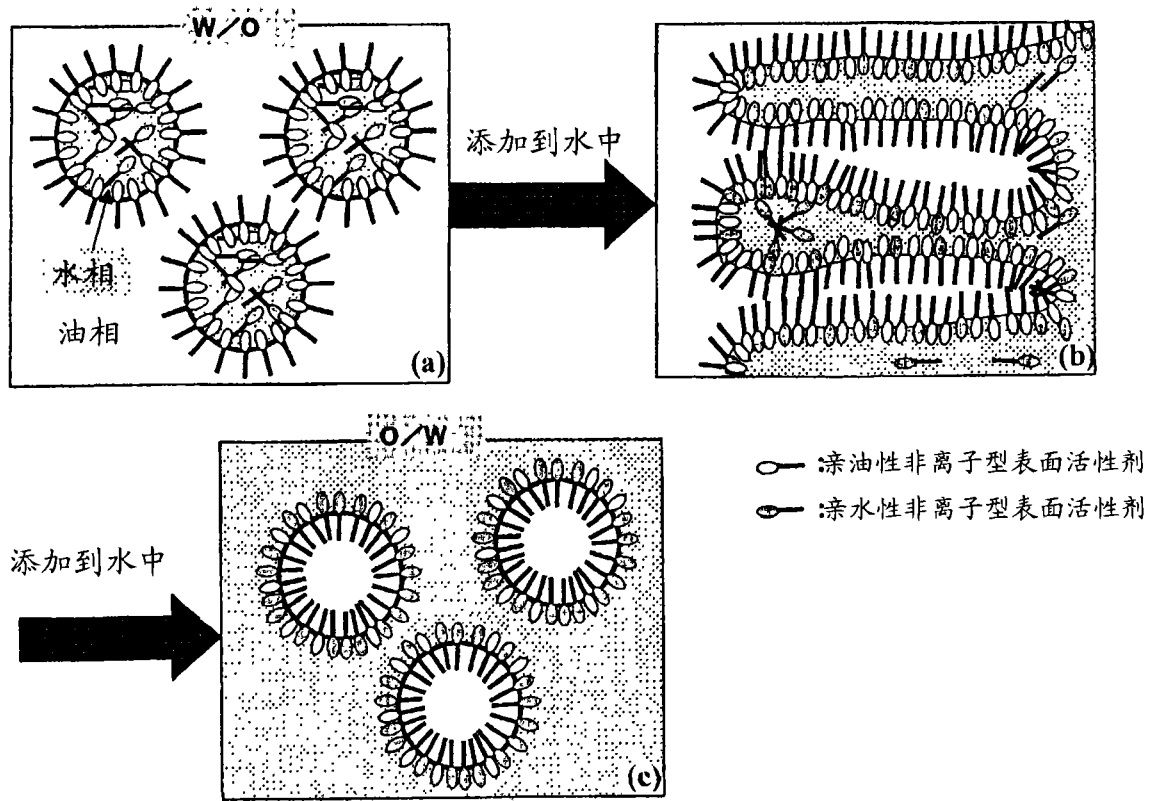 W/O
水相
油相
(a)
添加到水中
(b)
添加到水中
O/W
(c)
:亲油性非离子型表面活性剂
:亲水性非离子型表面活性剂